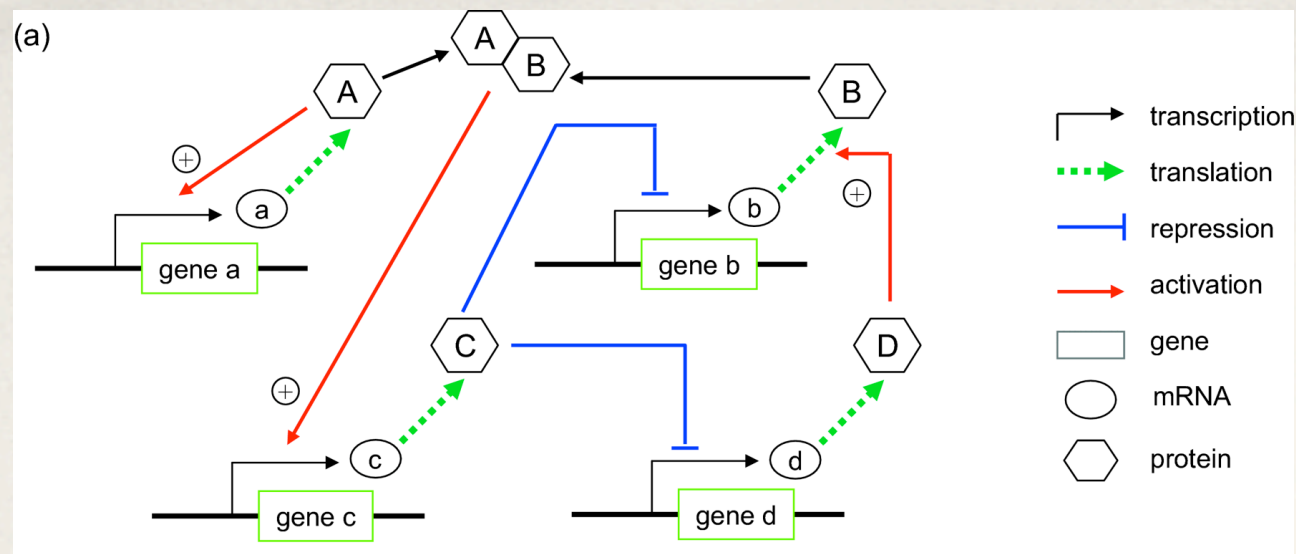 (a)
A
B
A
B
+
a
gene a
b
+
gene b
C
D
+
c
gene c
d
gene d
transcription
translation
repression
activation
gene
mRNA
protein